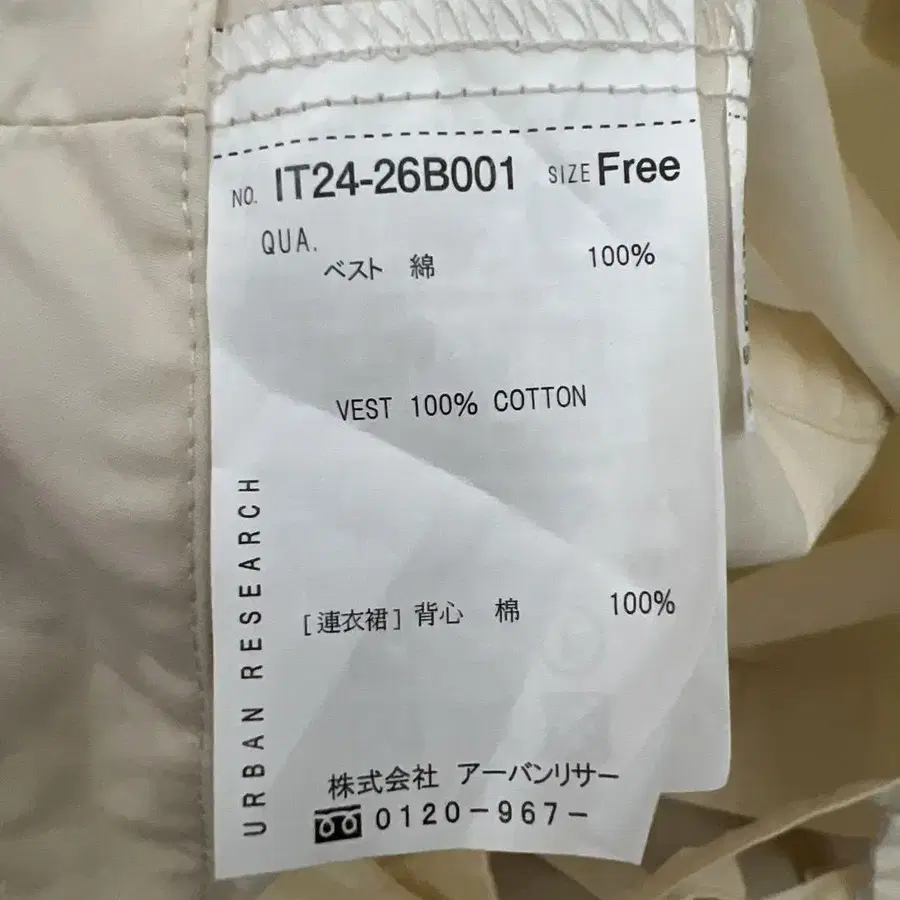 NO. IT24-26B001 SIZE Free
QUA.
ベスト 綿 100%
VEST 100% COTTON
URBAN RESEARCH
[連衣裙] 背心 棉 100%
株式会社 アーバンリサー
0120-967-